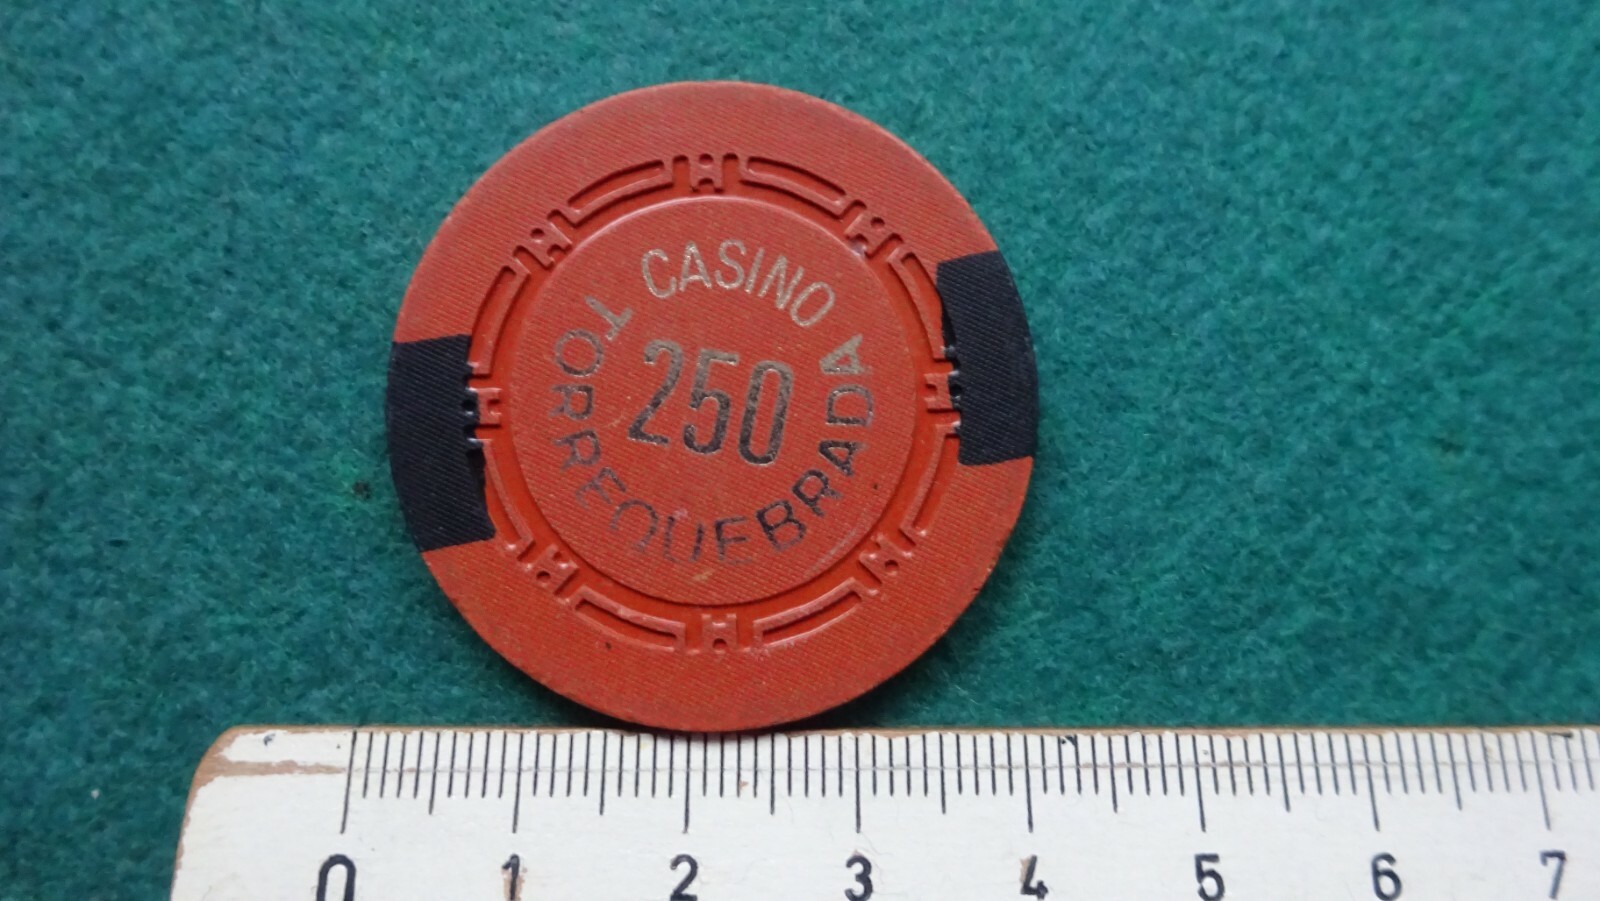 CASINO
250
TORREQUEBRADA
0 1 2 3 4 5 6 7